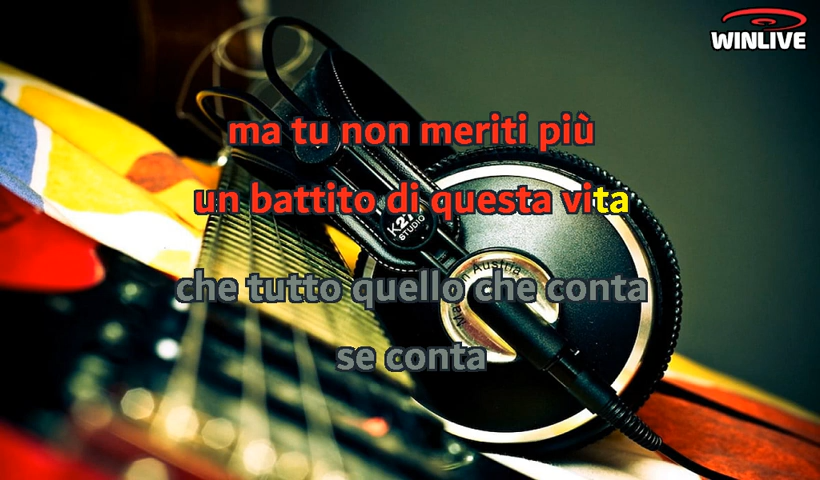 WINLIVE
ma tu non meriti più
un battito di questa vita
K27
STUDIO
che tutto quello che conta
se conta